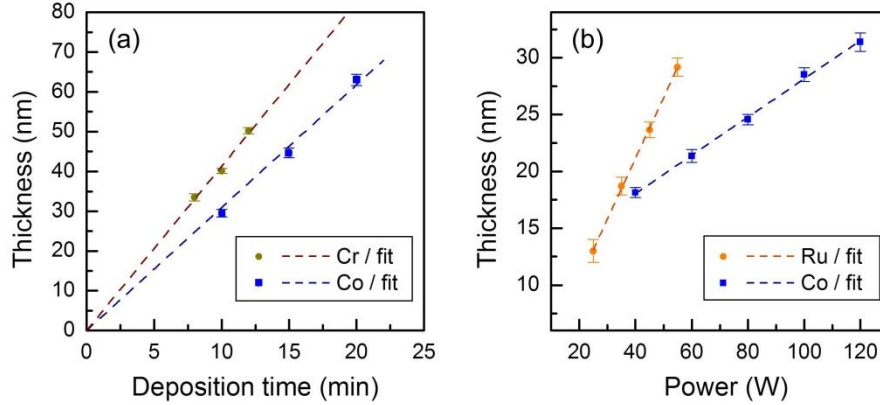 (a)
80
70
60
50
40
30
20
10
0
Thickness (nm)
Cr / fit
Co / fit
0 5 10 15 20 25
Deposition time (min)
(b)
30
25
20
15
10
Thickness (nm)
Ru / fit
Co / fit
20 40 60 80 100 120
Power (W)